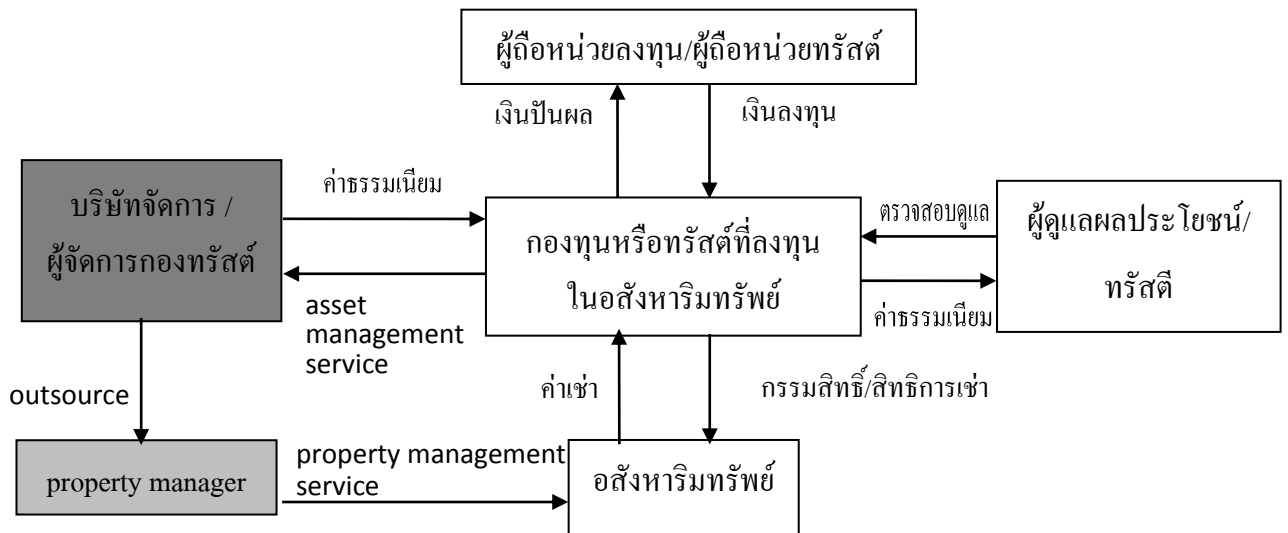 ผู้ถือหน่วยลงทุน/ผู้ถือหน่วยทรัสต์
เงินปันผล
เงินลงทุน
บริษัทจัดการ /
ผู้จัดการกองทรัสต์
ค่าธรรมเนียม
asset
management
service
กองทุนหรือทรัสต์ที่ลงทุน
ในอสังหาริมทรัพย์
ตรวจสอบดูแล
ค่าธรรมเนียม
ผู้ดูแลผลประโยชน์/
ทรัสตี
outsource
ค่าเช่า
กรรมสิทธิ์/สิทธิการเช่า
property manager
property management
service
อสังหาริมทรัพย์